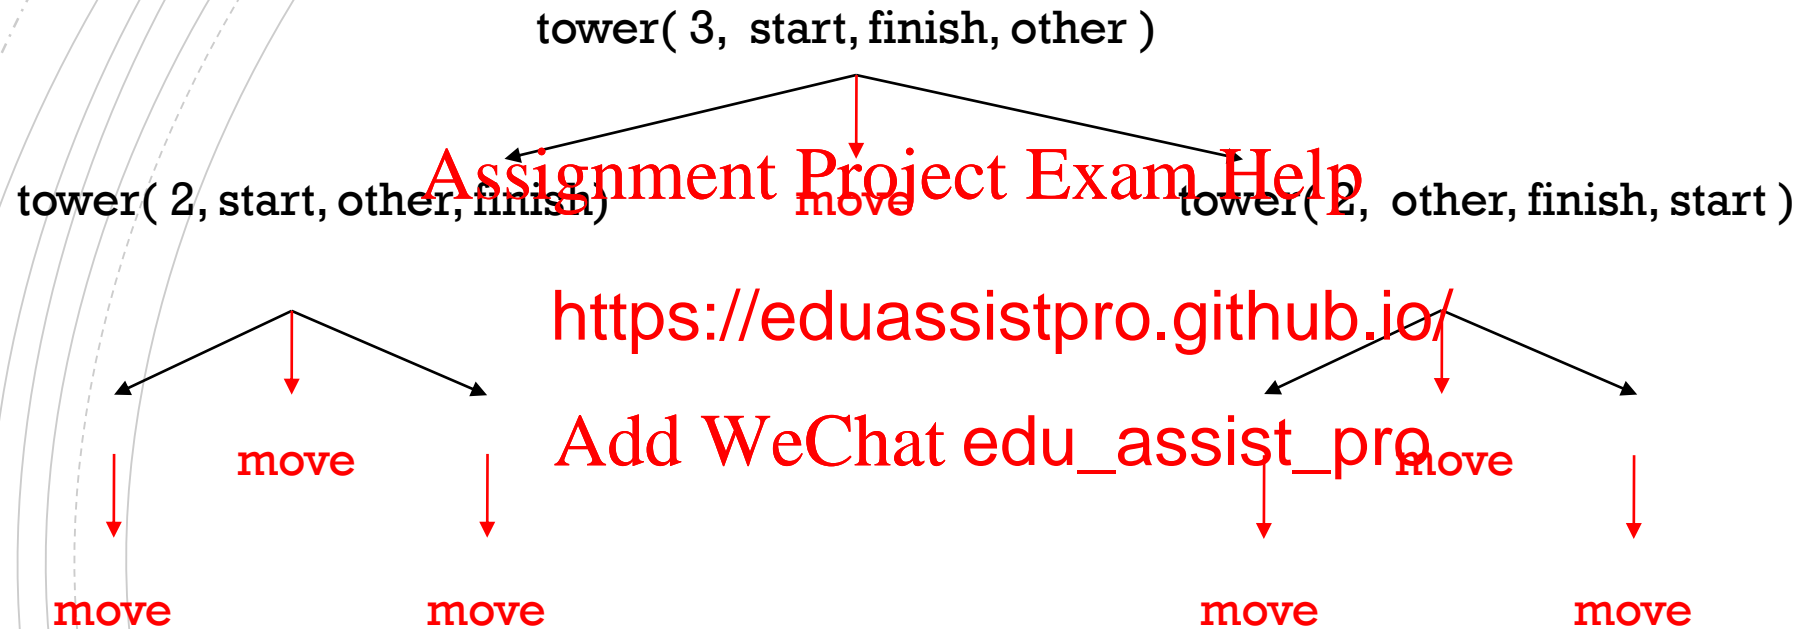 tower( 3, start, finish, other )
Assignment Project Exam Help
tower( 2, start, other, finish)
move
tower( 2, other, finish, start )
https://eduassistpro.github.io/
Add WeChat edu_assist_pro
move
move
move
move
move
move